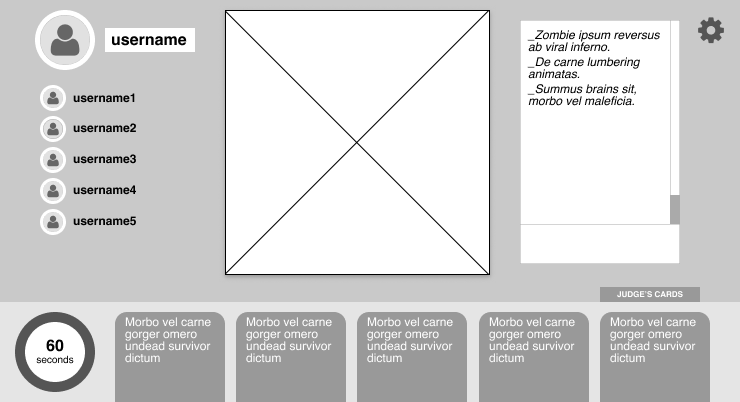 username
username1
username2
username3
username4
username5
_Zombie ipsum reversus
ab viral inferno.
_De carne lumbering
animatas.
_Summus brains sit,
morbo vel maleficia.
JUDGE'S CARDS
60
seconds
Morbo vel carne
gorger omero
undead survivor
dictum
Morbo vel carne
gorger omero
undead survivor
dictum
Morbo vel carne
gorger omero
undead survivor
dictum
Morbo vel carne
gorger omero
undead survivor
dictum
Morbo vel carne
gorger omero
undead survivor
dictum